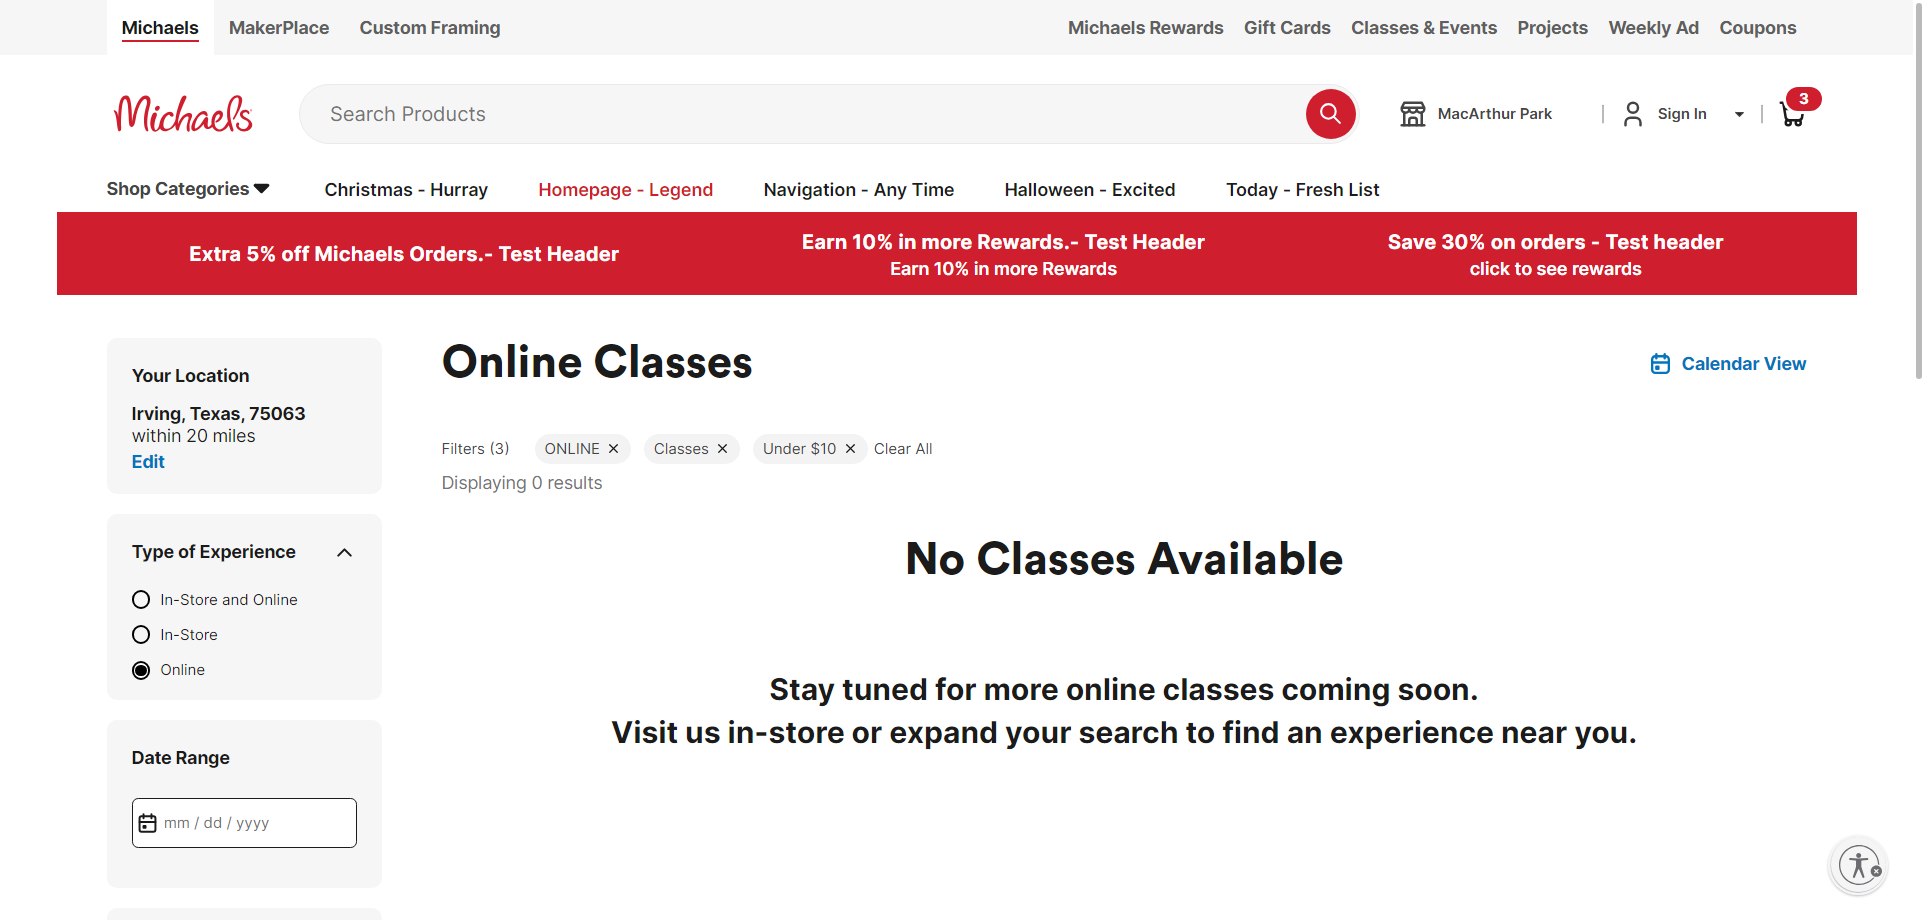 Michaels
MakerPlace
Custom Framing
Michaels Rewards
Gift Cards
Classes & Events
Projects
Weekly Ad
Coupons
Michaels
Search Products
MacArthur Park
Sign In
3
Shop Categories
Christmas - Hurray
Homepage - Legend
Navigation - Any Time
Halloween - Excited
Today - Fresh List
Extra 5% off Michaels Orders.- Test Header
Earn 10% in more Rewards.- Test Header
Earn 10% in more Rewards
Save 30% on orders - Test header
click to see rewards
Your Location
Irving, Texas, 75063
within 20 miles
Edit
Type of Experience
In-Store and Online
In-Store
Online
Date Range
mm / dd / yyyy
Online Classes
Calendar View
Filters (3)
ONLINE
Classes
Under $10
Clear All
Displaying 0 results
No Classes Available
Stay tuned for more online classes coming soon.
Visit us in-store or expand your search to find an experience near you.